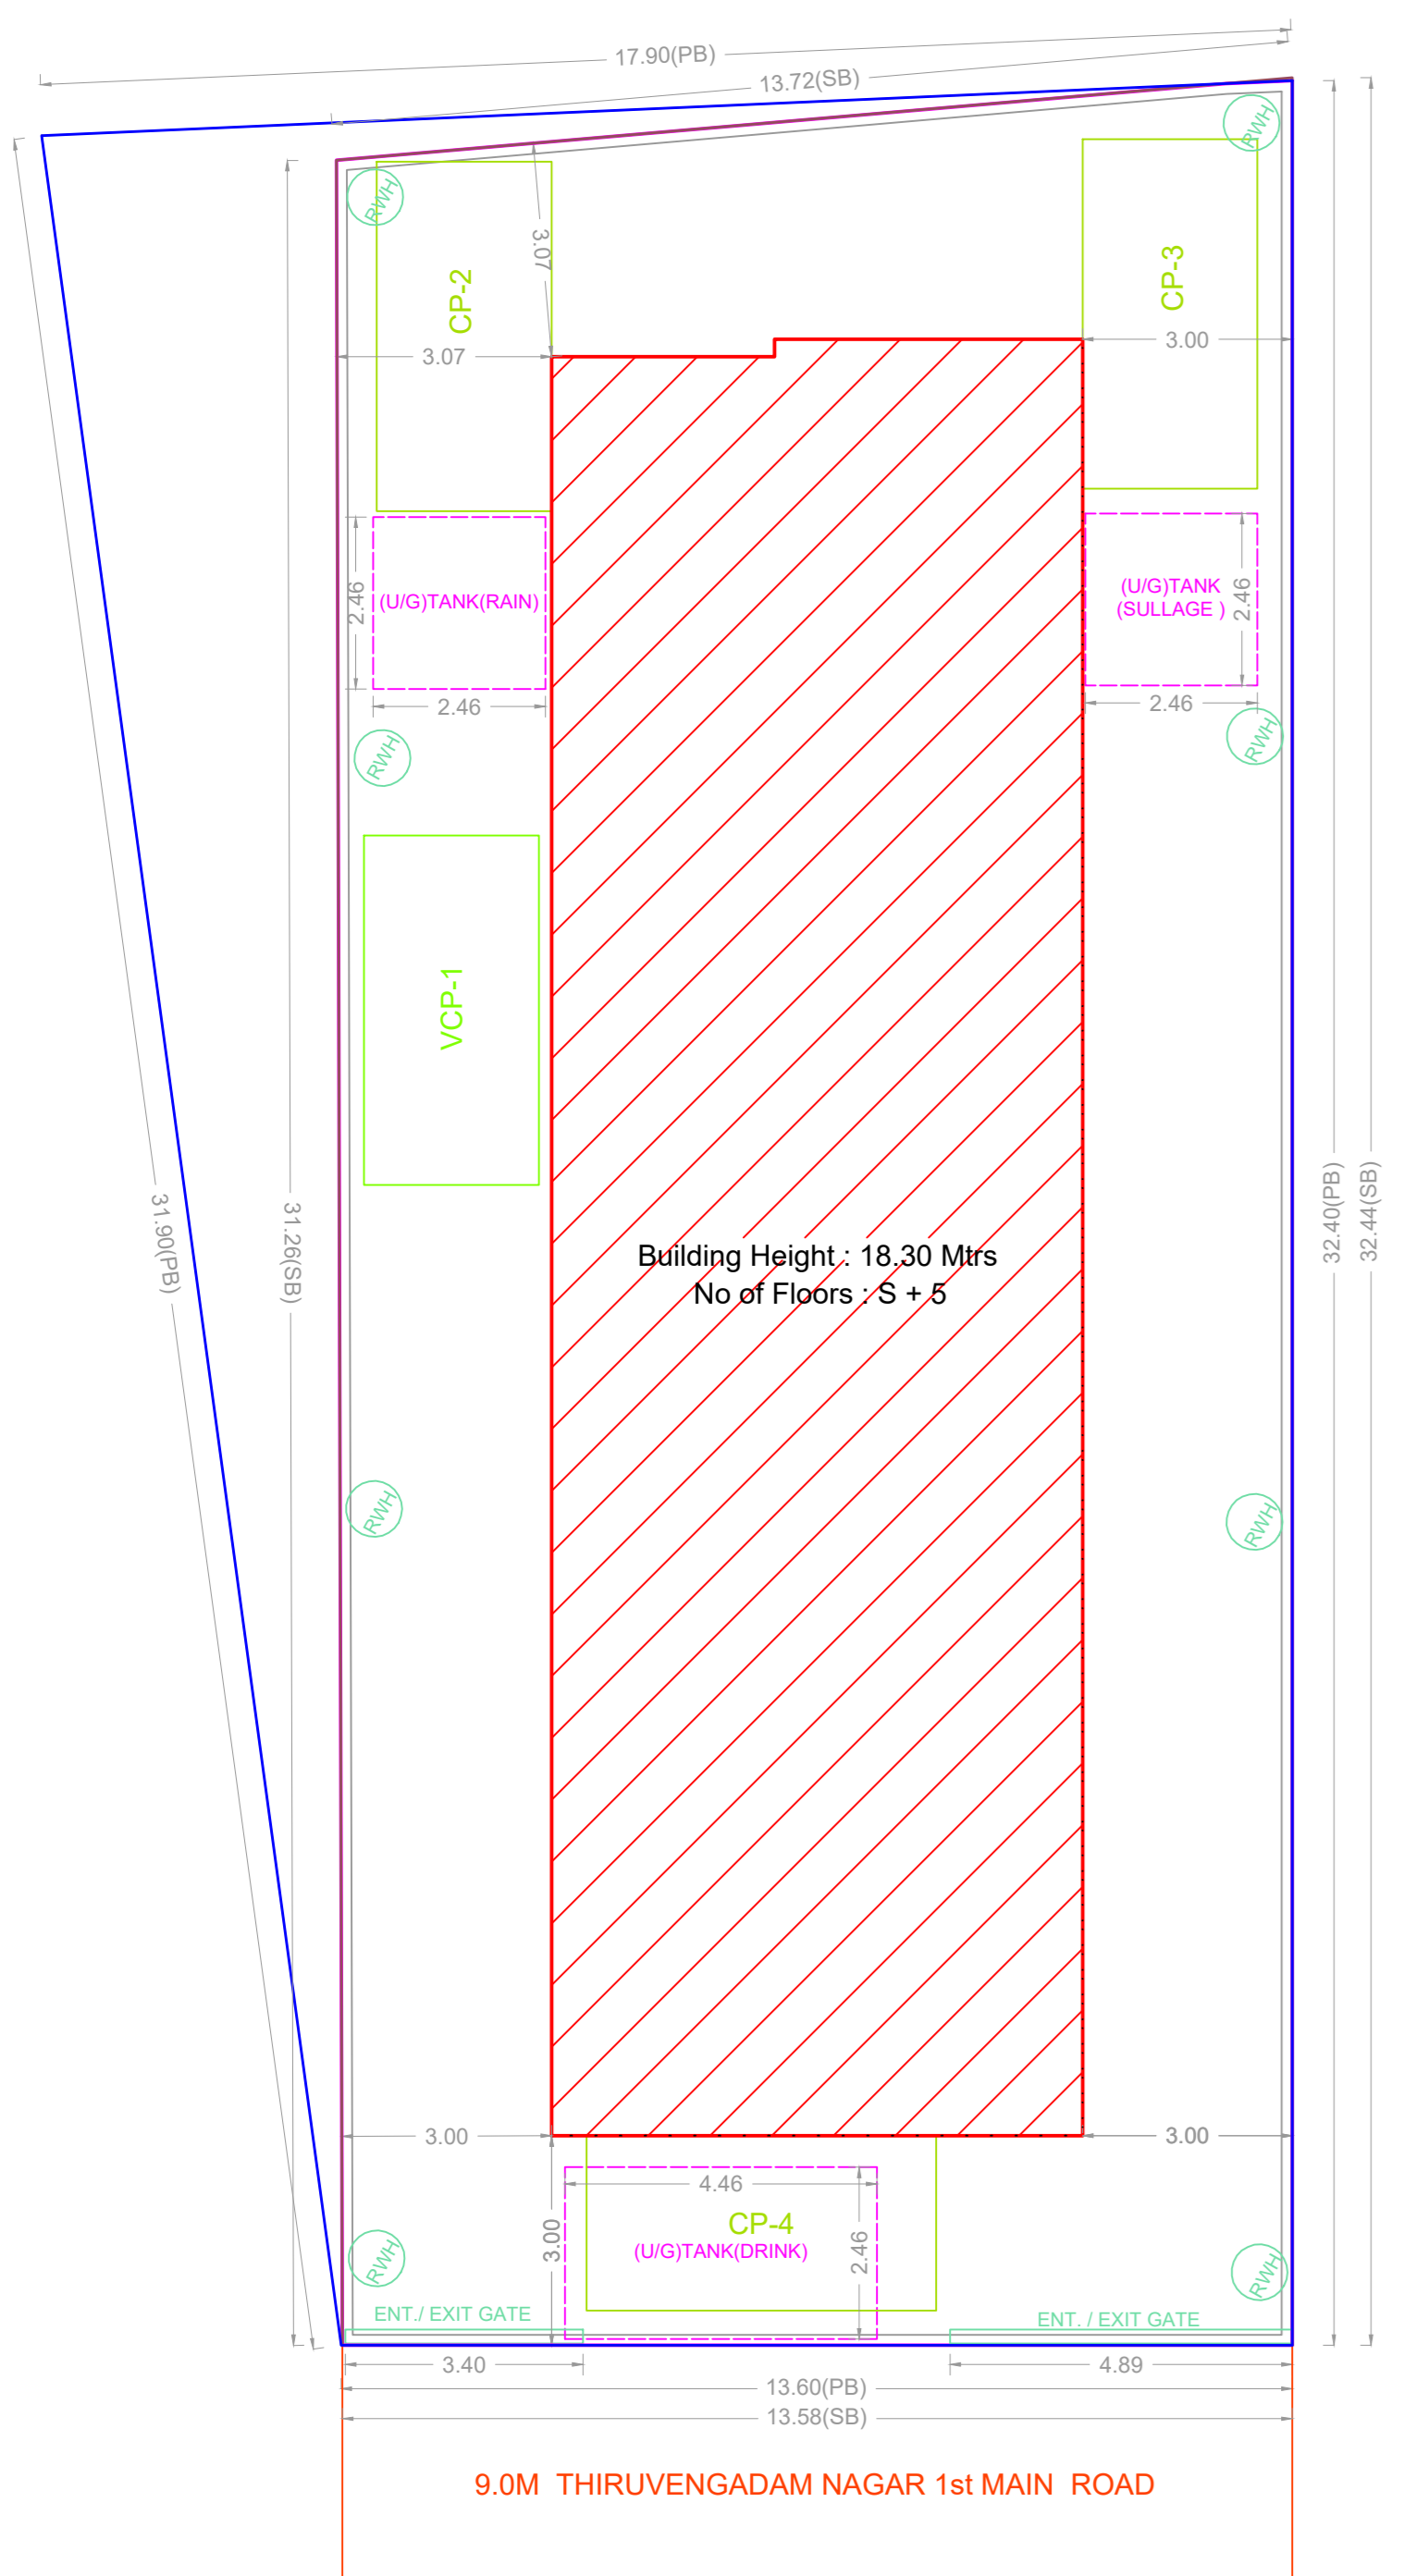 17.90(PB)
13.72(SB)
RWH
RWH
3.07
CP-2
CP-3
3.07
3.00
2.46
(U/G)TANK(RAIN)
(U/G)TANK
(SULLAGE )
2.46
2.46
2.46
RWH
RWH
VCP-1
31.90(PB)
31.26(SB)
32.40(PB)
32.44(SB)
Building Height : 18.30 Mtrs
No of Floors : S + 5
RWH
RWH
3.00
3.00
4.46
3.00
CP-4
(U/G)TANK(DRINK)
2.46
RWH
RWH
ENT./ EXIT GATE
ENT. / EXIT GATE
3.40
4.89
13.60(PB)
13.58(SB)
9.0M THIRUVENGADAM NAGAR 1st MAIN ROAD